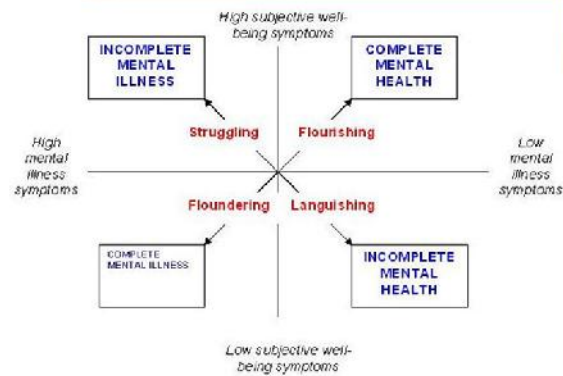 High subjective well-
being symptoms
INCOMPLETE
MENTAL
ILLNESS
COMPLETE
MENTAL
HEALTH
Struggling
Flourishing
High
mental
illness
symptoms
Low
mental
illness
symptoms
Floundering
Languishing
COMPLETE
MENTAL ILLNESS
INCOMPLETE
MENTAL
HEALTH
Low subjective well-
being symptoms